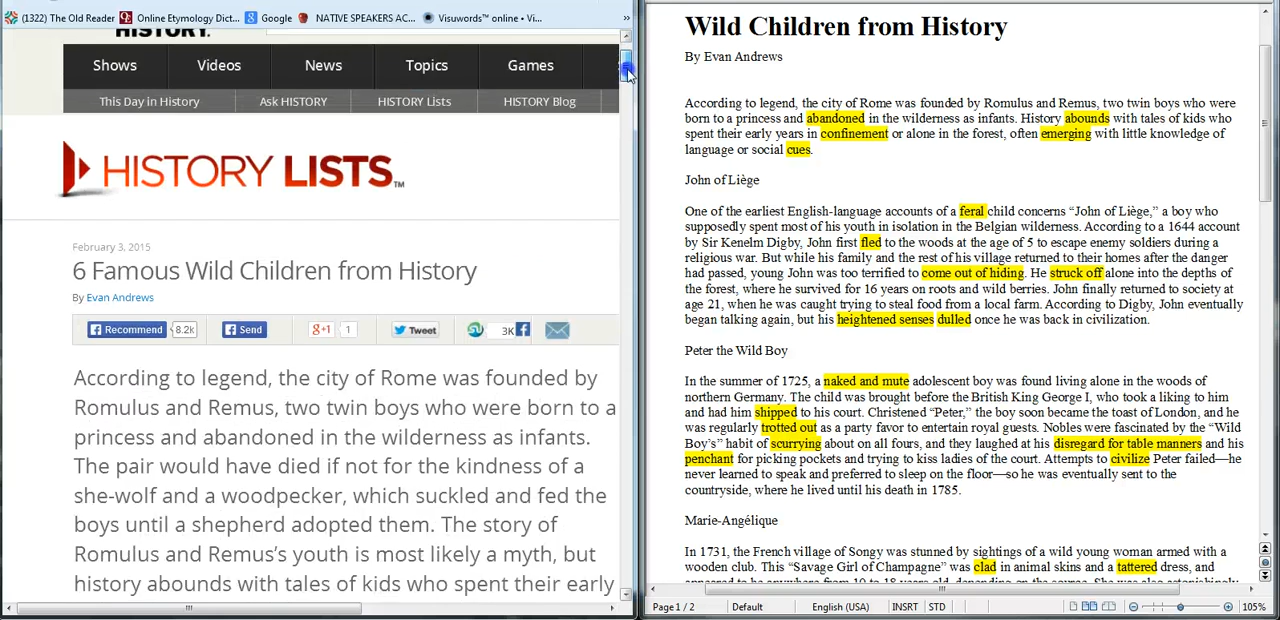 (1322) The Old Reader Online Etymology Dict... Google NATIVE SPEAKERS AC... Visuwords™ online • Vi... »
HISTORY.
Shows Videos News Topics Games
This Day in History Ask HISTORY HISTORY Lists HISTORY Blog
HISTORY LISTS™
February 3, 2015
6 Famous Wild Children from History
By Evan Andrews
Recommend 8.2k Send g+1 1 Tweet 3K
According to legend, the city of Rome was founded by
Romulus and Remus, two twin boys who were born to a
princess and abandoned in the wilderness as infants.
The pair would have died if not for the kindness of a
she-wolf and a woodpecker, which suckled and fed the
boys until a shepherd adopted them. The story of
Romulus and Remus's youth is most likely a myth, but
history abounds with tales of kids who spent their early
Wild Children from History
By Evan Andrews
According to legend, the city of Rome was founded by Romulus and Remus, two twin boys who were
born to a princess and abandoned in the wilderness as infants. History abounds with tales of kids who
spent their early years in confinement or alone in the forest, often emerging with little knowledge of
language or social cues.
John of Liège
One of the earliest English-language accounts of a feral child concerns “John of Liège,” a boy who
supposedly spent most of his youth in isolation in the Belgian wilderness. According to a 1644 account
by Sir Kenelm Digby, John first fled to the woods at the age of 5 to escape enemy soldiers during a
religious war. But while his family and the rest of his village returned to their homes after the danger
had passed, young John was too terrified to come out of hiding. He struck off alone into the depths of
the forest, where he survived for 16 years on roots and wild berries. John finally returned to society at
age 21, when he was caught trying to steal food from a local farm. According to Digby, John eventually
began talking again, but his heightened senses dulled once he was back in civilization.
Peter the Wild Boy
In the summer of 1725, a naked and mute adolescent boy was found living alone in the woods of
northern Germany. The child was brought before the British King George I, who took a liking to him
and had him shipped to his court. Christened “Peter,” the boy soon became the toast of London, and he
was regularly trotted out as a party favor to entertain royal guests. Nobles were fascinated by the “Wild
Boy’s” habit of scurrying about on all fours, and they laughed at his disregard for table manners and his
penchant for picking pockets and trying to kiss ladies of the court. Attempts to civilize Peter failed—he
never learned to speak and preferred to sleep on the floor—so he was eventually sent to the
countryside, where he lived until his death in 1785.
Marie-Angélique
In 1731, the French village of Songy was stunned by sightings of a wild young woman armed with a
wooden club. This “Savage Girl of Champagne” was clad in animal skins and a tattered dress, and
appeared to be anywhere from 10 to 18 years old, depending on the source. She was also astonishingly
Page 1 / 2 Default English (USA) INSRT STD 105%